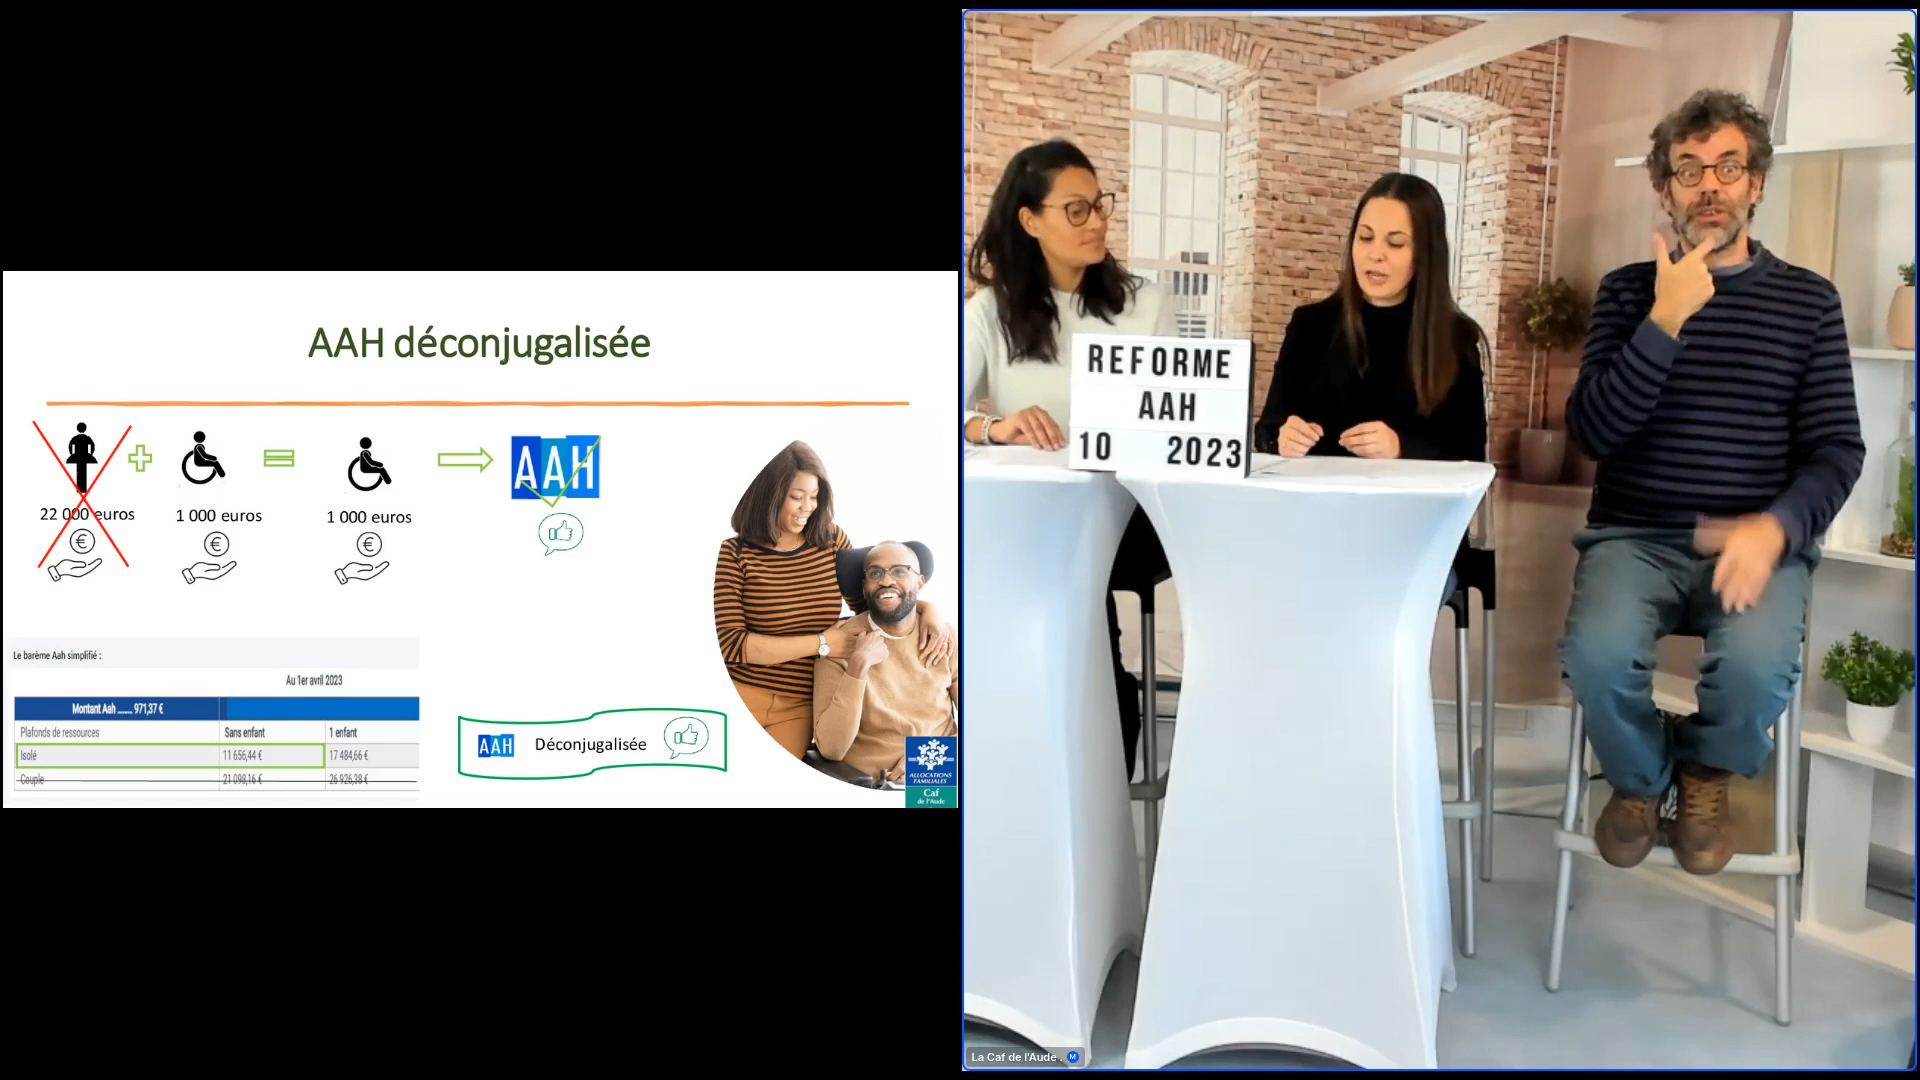 AAH déconjugalisée
22 000 euros
1 000 euros
1 000 euros
AAH
Le barème Aah simplifié :
Au 1er avril 2023
Montant Aah ....... 971,37 €
Plafonds de ressources Sans enfant 1 enfant
Isolé 11 656,44 € 17 484,66 €
Couple 21 098,16 € 26 926,38 €
AAH Déconjugalisée
ALLOCATIONS
FAMILIALES
Caf
de l'Aude
REFORME
AAH
10 2023
La Caf de l'Aude .
M